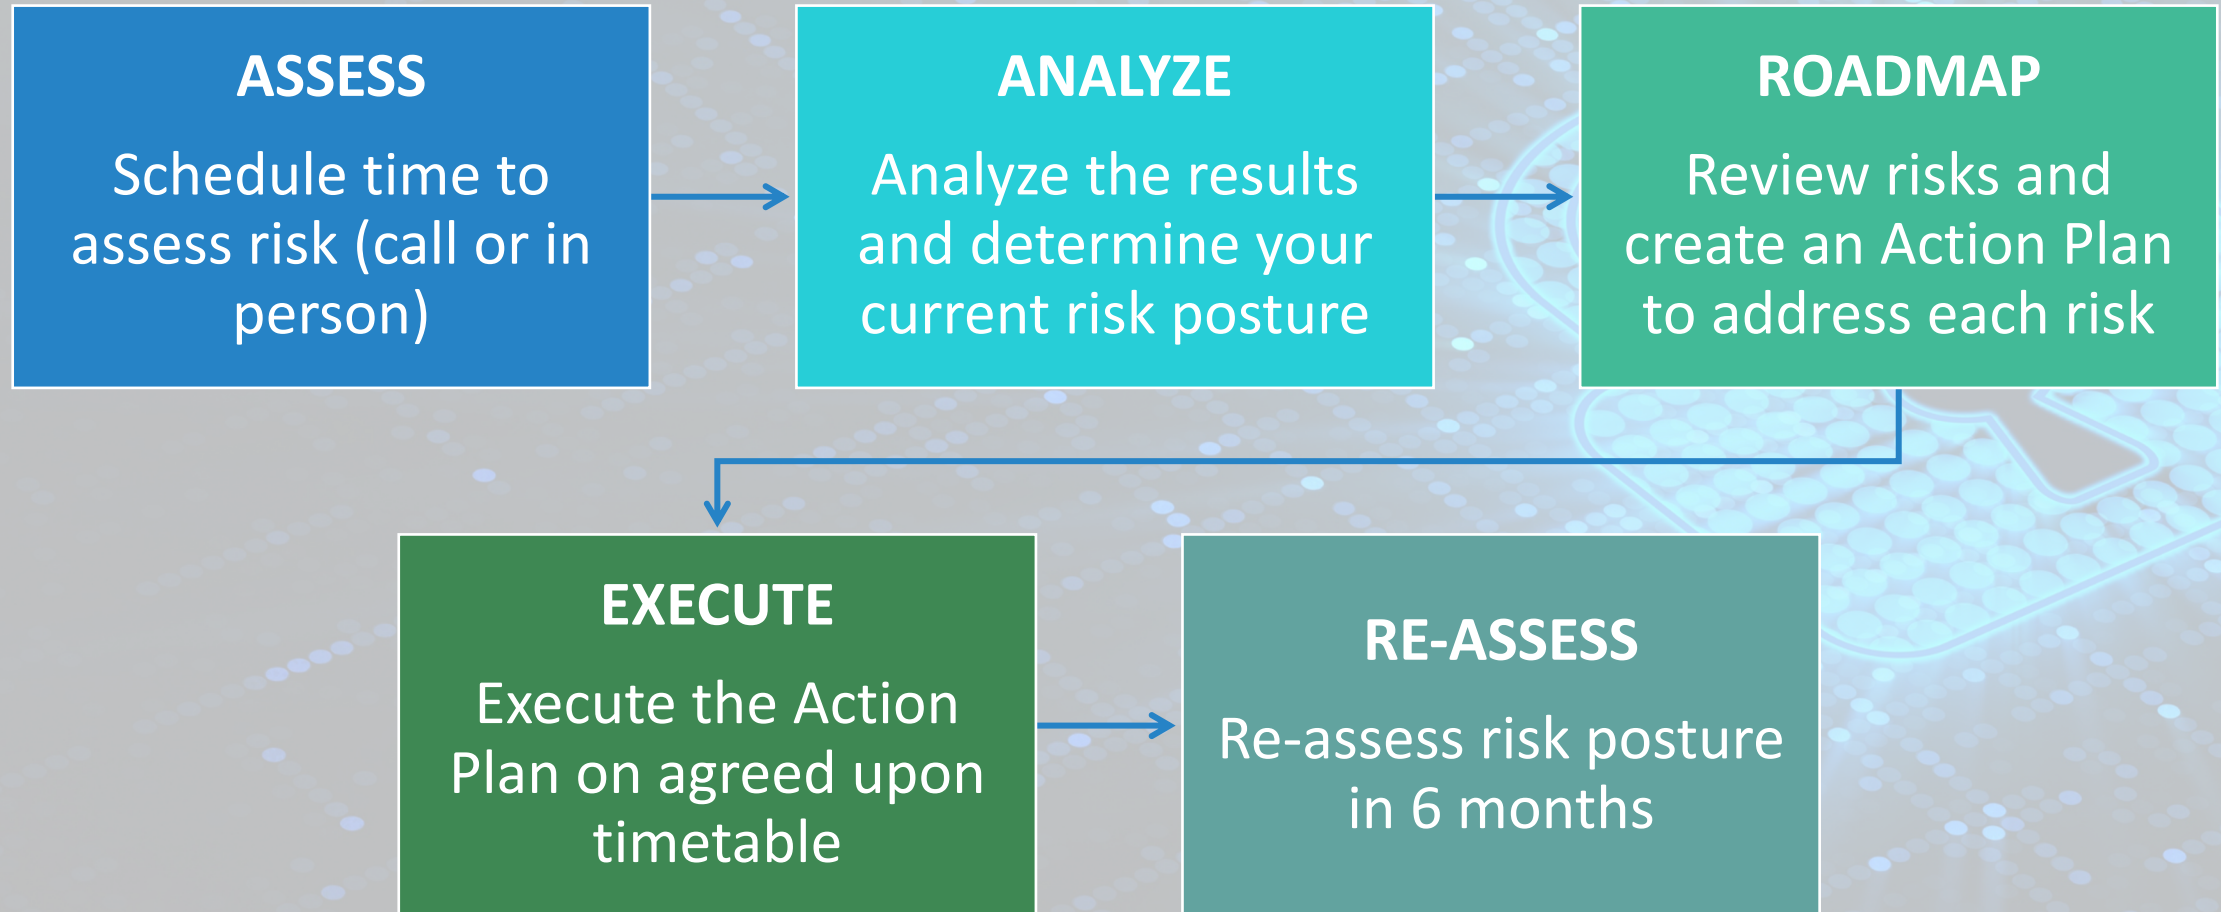 ASSESS
Schedule time to
assess risk (call or in
person)
ANALYZE
Analyze the results
and determine your
current risk posture
ROADMAP
Review risks and
create an Action Plan
to address each risk
EXECUTE
Execute the Action
Plan on agreed upon
timetable
RE-ASSESS
Re-assess risk posture
in 6 months